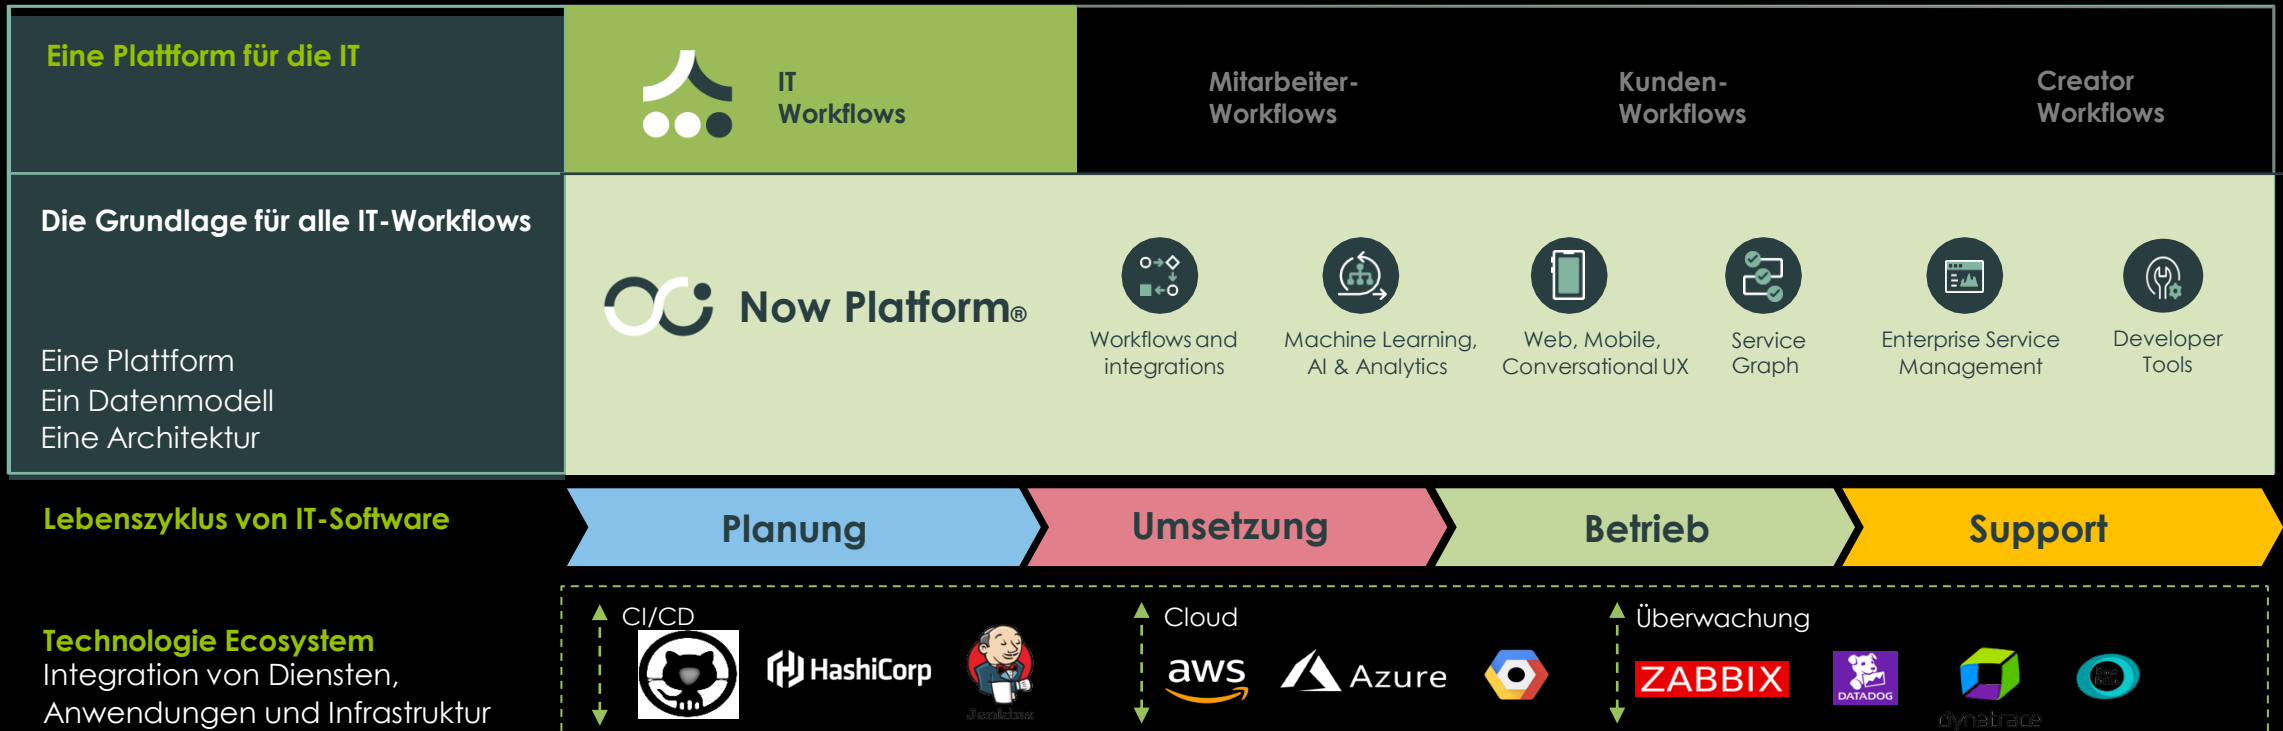 Eine Plattform für die IT
IT
Workflows
Mitarbeiter-
Workflows
Kunden-
Workflows
Creator
Workflows
Die Grundlage für alle IT-Workflows
Eine Plattform
Ein Datenmodell
Eine Architektur
Now Platform®
Workflows and
integrations
Machine Learning,
AI & Analytics
Web, Mobile,
Conversational UX
Service
Graph
Enterprise Service
Management
Developer
Tools
Lebenszyklus von IT-Software
Planung
Umsetzung
Betrieb
Support
Technologie Ecosystem
Integration von Diensten,
Anwendungen und Infrastruktur
CI/CD
HashiCorp
Jenkins
Cloud
aws
Azure
Überwachung
ZABBIX
DATADOG
dynatrace